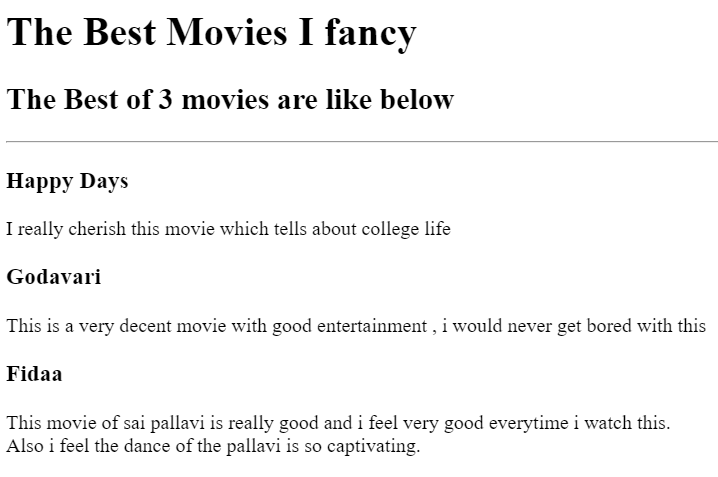 The Best Movies I fancy
The Best of 3 movies are like below
Happy Days
I really cherish this movie which tells about college life
Godavari
This is a very decent movie with good entertainment , i would never get bored with this
Fidaa
This movie of sai pallavi is really good and i feel very good everytime i watch this.
Also i feel the dance of the pallavi is so captivating.